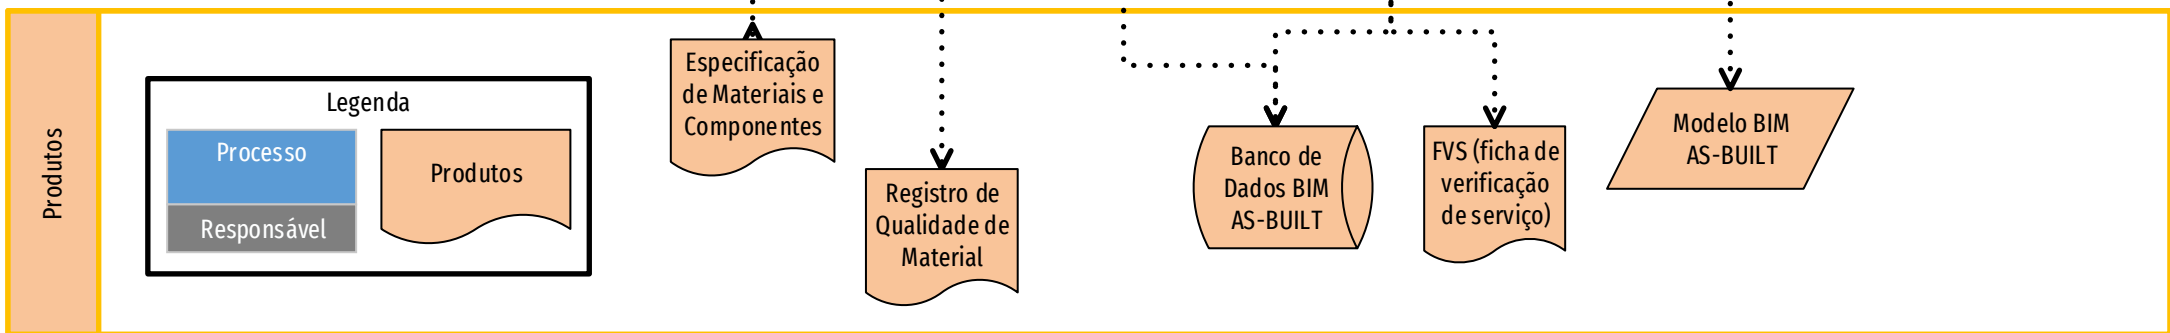 Produtos
Legenda
Processo
Responsável
Produtos
Especificação
de Materiais e
Componentes
Registro de
Qualidade de
Material
Banco de
Dados BIM
AS-BUILT
FVS (ficha de
verificação
de serviço)
Modelo BIM
AS-BUILT